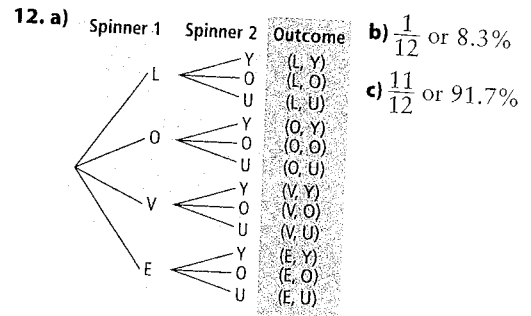 12. a) Spinner 1 Spinner 2 Outcome
L Y (L, Y)
O (L, O)
U (L, U)
O Y (O, Y)
O (O, O)
U (O, U)
V Y (V, Y)
O (V, O)
U (V, U)
E Y (E, Y)
O (E, O)
U (E, U)
b) 1/12 or 8.3%
c) 11/12 or 91.7%